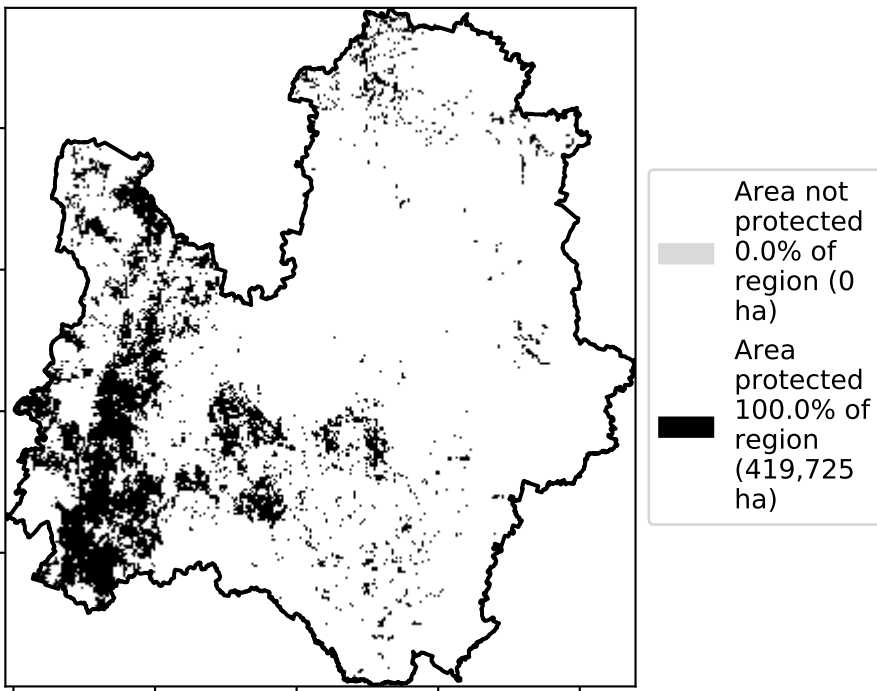 Area not
protected
0.0% of
region (0
ha)
Area
protected
100.0% of
region
(419,725
ha)